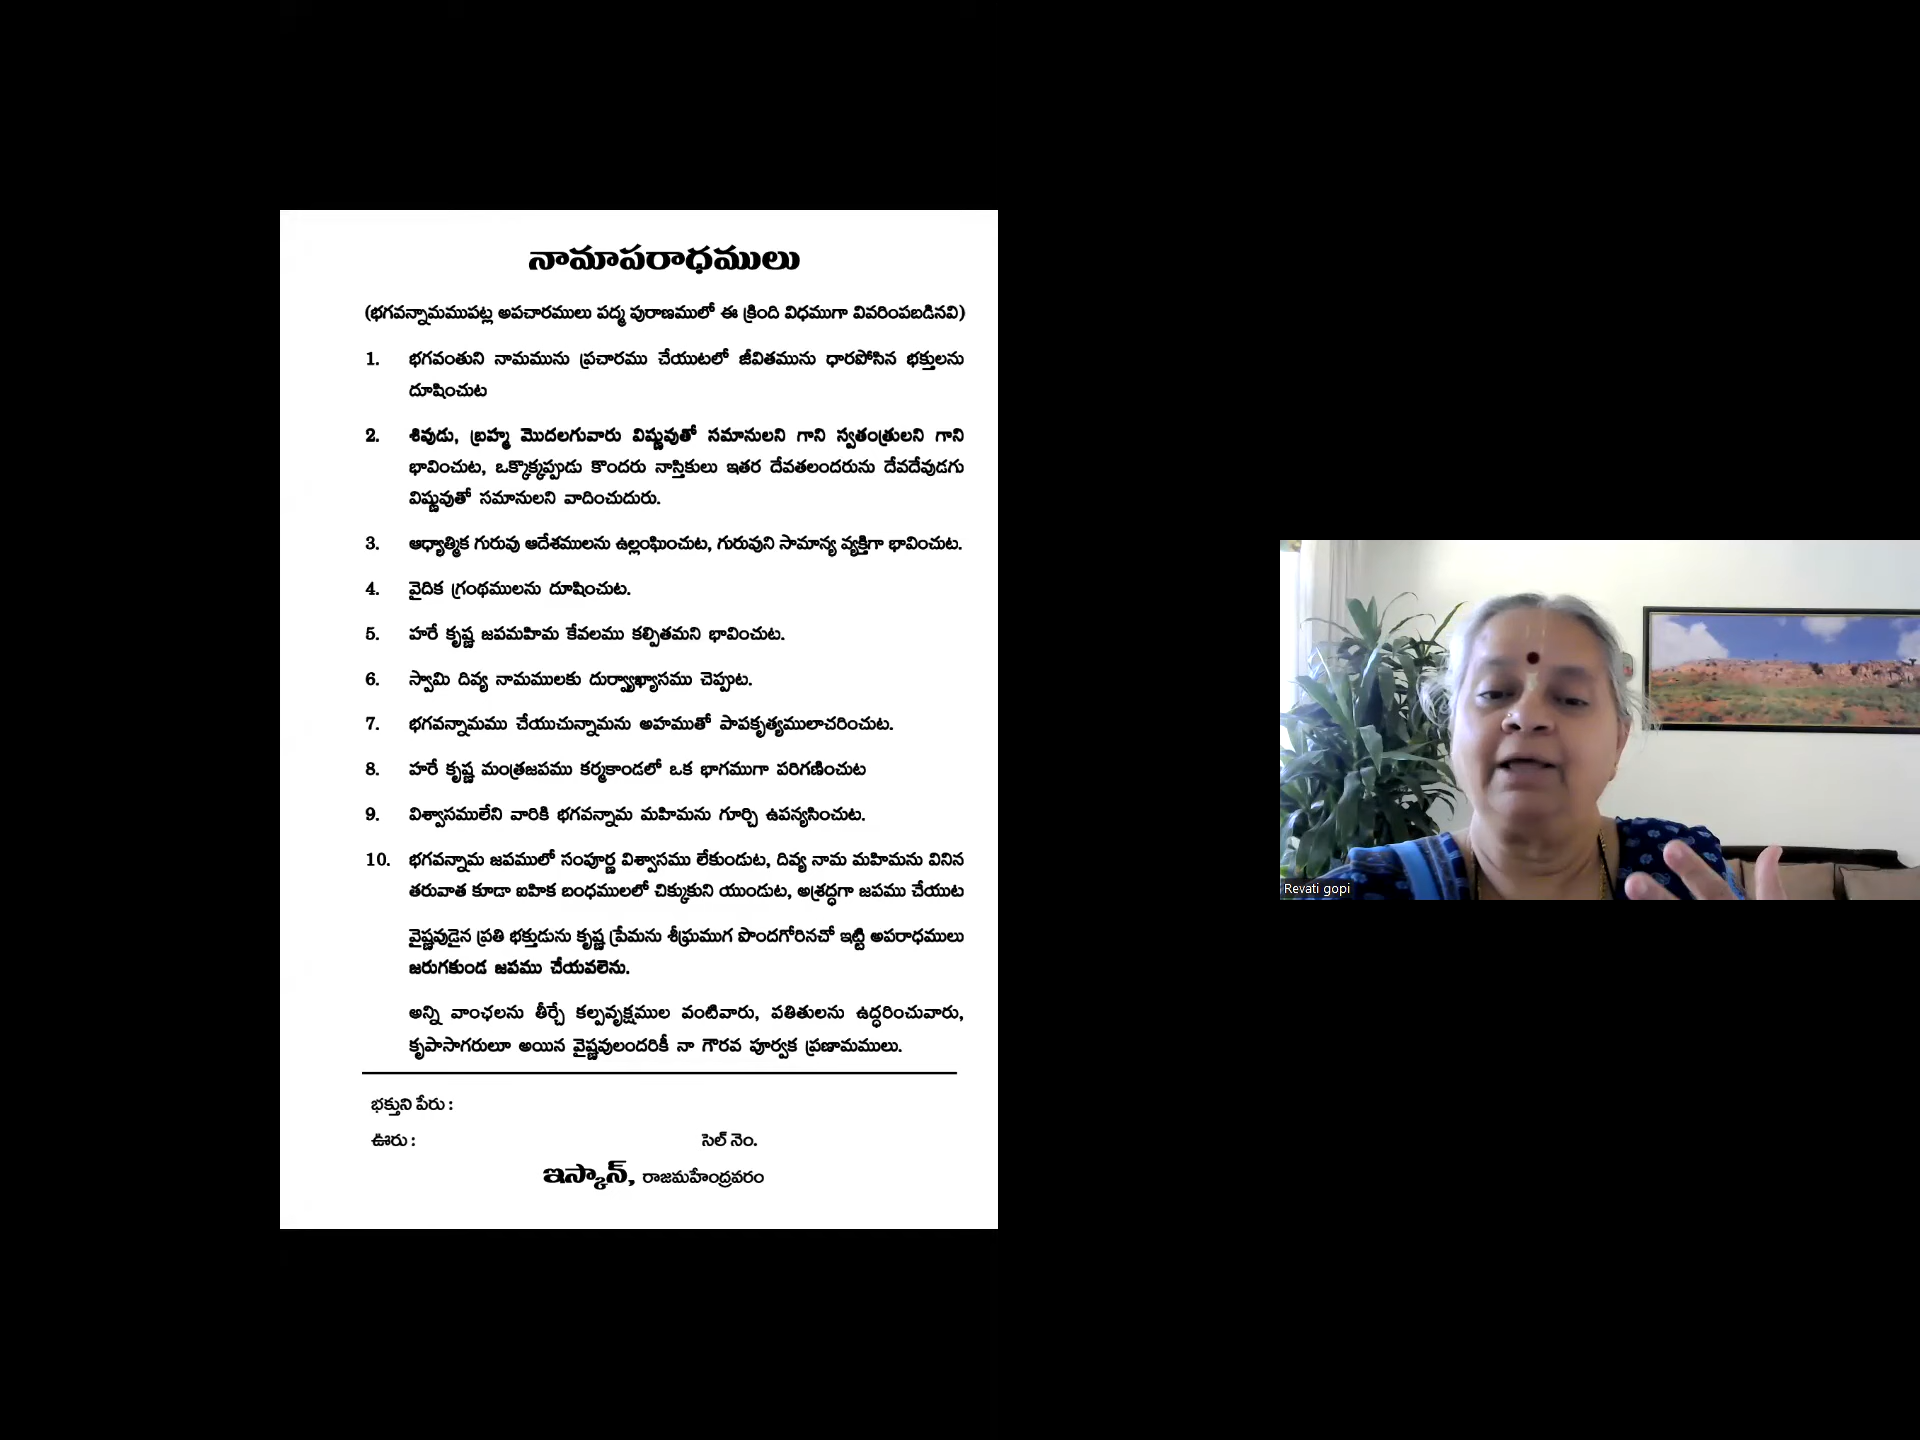 నామాపరాధములు
(భగవన్నామముపట్ల అపచారములు పద్మ పురాణములో ఈ క్రింది విధముగా వివరింపబడినవి)
1. భగవంతుని నామమును ప్రచారము చేయుటలో జీవితమును ధారపోసిన భక్తులను
దూషించుట
2. శివుడు, బ్రహ్మ మొదలగువారు విష్ణువుతో సమానులని గాని స్వతంత్రులని గాని
భావించుట, ఒక్కొక్కప్పుడు కొందరు నాస్తికులు ఇతర దేవతలందరును దేవదేవుడగు
విష్ణువుతో సమానులని వాదించుదురు.
3. ఆధ్యాత్మిక గురువు ఆదేశములను ఉల్లంఘించుట, గురువుని సామాన్య వ్యక్తిగా భావించుట.
4. వైదిక గ్రంథములను దూషించుట.
5. హరే కృష్ణ జపమహిమ కేవలము కల్పితమని భావించుట.
6. స్వామి దివ్య నామములకు దుర్వ్యాఖ్యాసము చెప్పుట.
7. భగవన్నామము చేయుచున్నామను అహముతో పాపకృత్యములాచరించుట.
8. హరే కృష్ణ మంత్రజపము కర్మకాండలో ఒక భాగముగా పరిగణించుట
9. విశ్వాసములేని వారికి భగవన్నామ మహిమను గూర్చి ఉపన్యసించుట.
10. భగవన్నామ జపములో సంపూర్ణ విశ్వాసము లేకుండుట, దివ్య నామ మహిమను వినిన
తరువాత కూడా ఐహిక బంధములలో చిక్కుకుని యుండుట, అశ్రద్ధగా జపము చేయుట
వైష్ణవుడైన ప్రతి భక్తుడును కృష్ణ ప్రేమను శీఘ్రముగ పొందగోరినచో ఇట్టి అపరాధములు
జరుగకుండ జపము చేయవలెను.
అన్ని వాంఛలను తీర్చే కల్పవృక్షముల వంటివారు, పతితులను ఉద్ధరించువారు,
కృపాసాగరులూ అయిన వైష్ణవులందరికీ నా గౌరవ పూర్వక ప్రణామములు.
భక్తుని పేరు :
ఊరు : సెల్ నెం.
ఇస్కాన్, రాజమహేంద్రవరం
Revati gopi